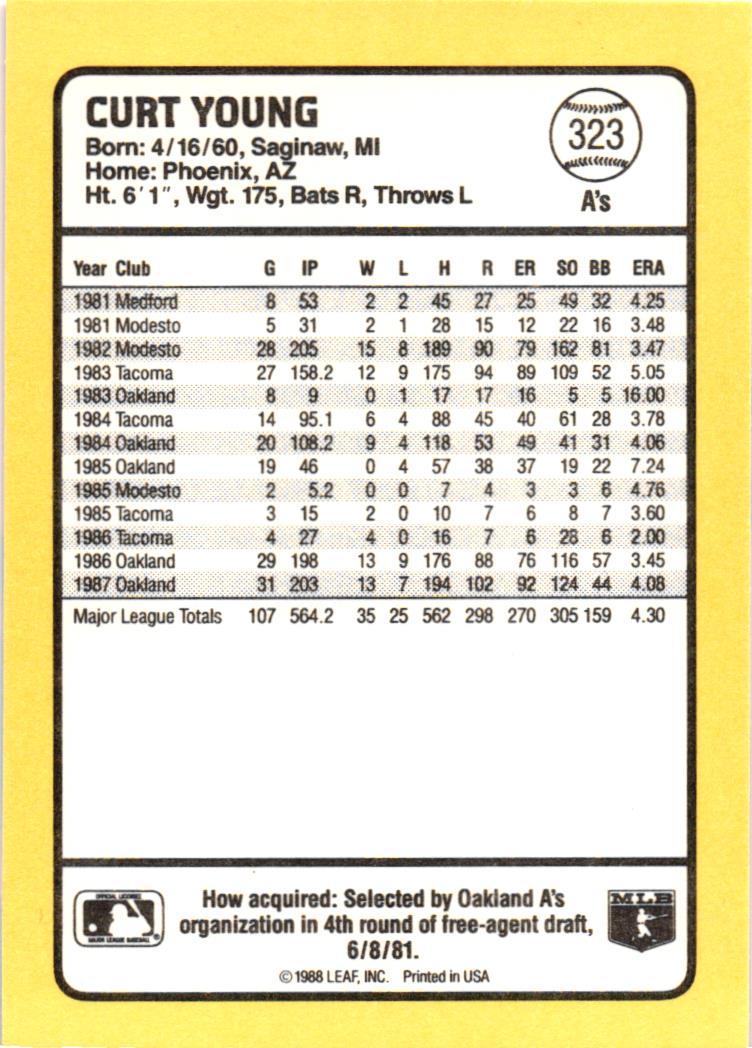 CURT YOUNG
323
Born: 4/16/60, Saginaw, MI
Home: Phoenix, AZ
Ht. 6'1", Wgt. 175, Bats R, Throws L
A's
Year Club G IP W L H R ER SO BB ERA
1981 Medford 8 53 2 2 45 27 25 49 32 4.25
1981 Modesto 5 31 2 1 28 15 12 22 16 3.48
1982 Modesto 28 205 15 8 189 90 79 162 81 3.47
1983 Tacoma 27 158.2 12 9 175 94 89 109 52 5.05
1983 Oakland 8 9 0 1 17 17 16 5 5 16.00
1984 Tacoma 14 95.1 6 4 88 45 40 61 28 3.78
1984 Oakland 20 108.2 9 4 118 53 49 41 31 4.06
1985 Oakland 19 46 0 4 57 38 37 19 22 7.24
1985 Modesto 2 5.2 0 0 7 4 3 3 6 4.76
1985 Tacoma 3 15 2 0 10 7 6 8 7 3.60
1986 Tacoma 4 27 4 0 16 7 6 28 6 2.00
1986 Oakland 29 198 13 9 176 88 76 116 57 3.45
1987 Oakland 31 203 13 7 194 102 92 124 44 4.08
Major League Totals 107 564.2 35 25 562 298 270 305 159 4.30
OFFICIAL LICENSEE
MAJOR LEAGUE BASEBALL ®
How acquired: Selected by Oakland A's
organization in 4th round of free-agent draft,
6/8/81.
MLB
© 1988 LEAF, INC. Printed in USA